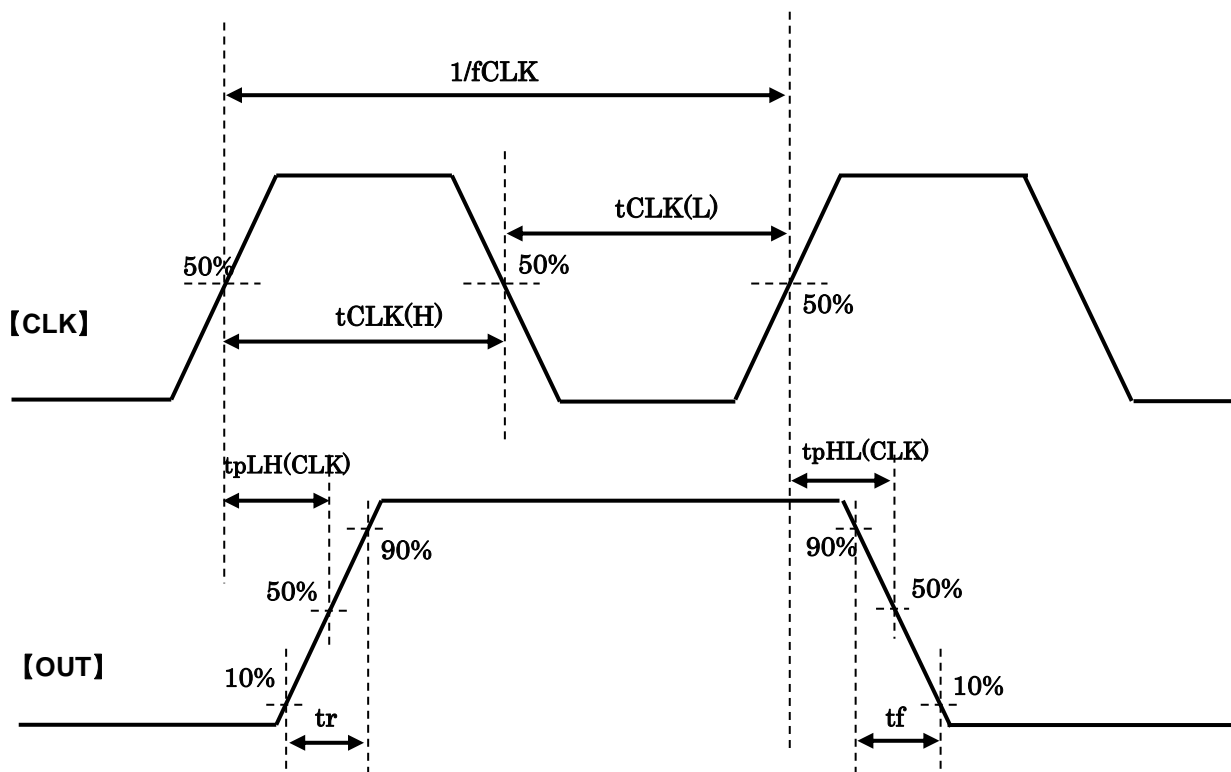 1/fCLK
tCLK(L)
50%
50%
50%
tCLK(H)
【CLK】
tpHL(CLK)
tpLH(CLK)
90%
90%
50%
50%
【OUT】
10%
10%
tr
tf